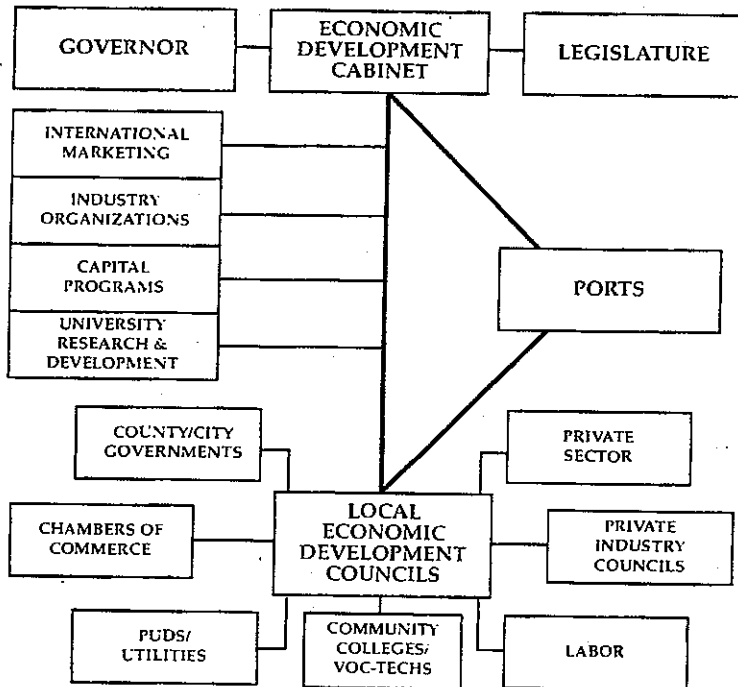 GOVERNOR
ECONOMIC
DEVELOPMENT
CABINET
LEGISLATURE
INTERNATIONAL
MARKETING
INDUSTRY
ORGANIZATIONS
CAPITAL
PROGRAMS
UNIVERSITY
RESEARCH &
DEVELOPMENT
PORTS
COUNTY/CITY
GOVERNMENTS
PRIVATE
SECTOR
CHAMBERS OF
COMMERCE
LOCAL
ECONOMIC
DEVELOPMENT
COUNCILS
PRIVATE
INDUSTRY
COUNCILS
PUDS/
UTILITIES
COMMUNITY
COLLEGES/
VOC-TECHS
LABOR